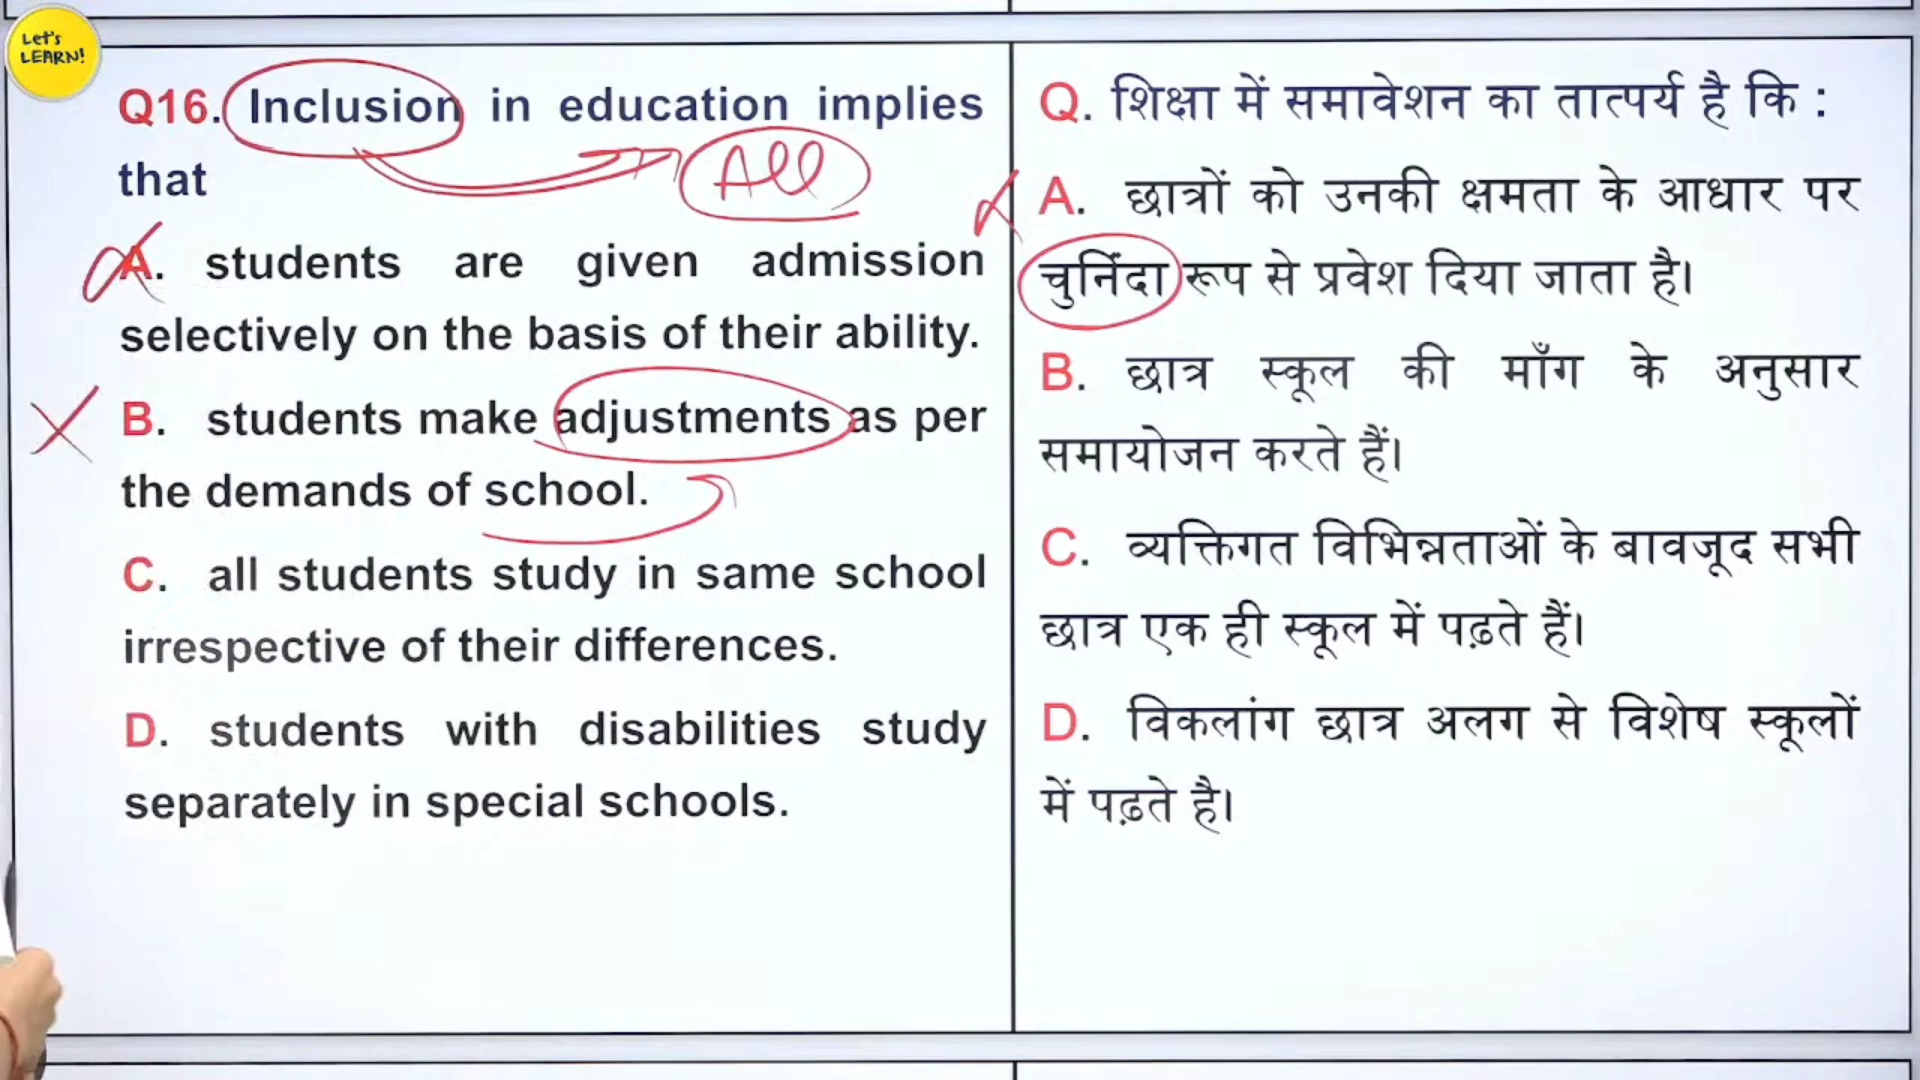 Let's
LEARN!
Q16. Inclusion in education implies
that
All
A. students are given admission
selectively on the basis of their ability.
B. students make adjustments as per
the demands of school.
C. all students study in same school
irrespective of their differences.
D. students with disabilities study
separately in special schools.
Q. शिक्षा में समावेशन का तात्पर्य है कि :
A. छात्रों को उनकी क्षमता के आधार पर
चुनिंदा रूप से प्रवेश दिया जाता है।
B. छात्र स्कूल की माँग के अनुसार
समायोजन करते हैं।
C. व्यक्तिगत विभिन्नताओं के बावजूद सभी
छात्र एक ही स्कूल में पढ़ते हैं।
D. विकलांग छात्र अलग से विशेष स्कूलों
में पढ़ते है।